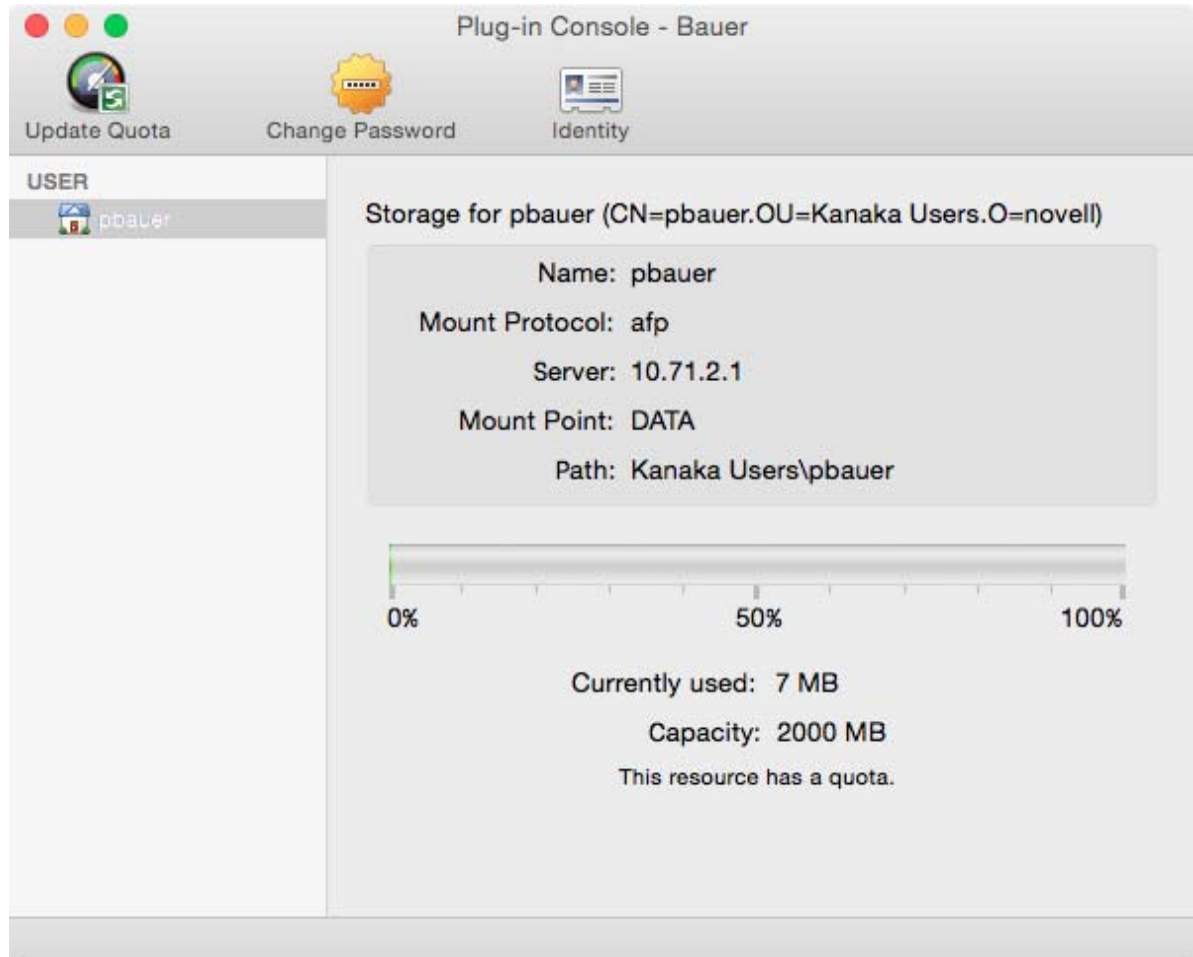 Plug-in Console - Bauer
Update Quota
Change Password
Identity
USER
pbauer
Storage for pbauer (CN=pbauer.OU=Kanaka Users.O=novell)
Name: pbauer
Mount Protocol: afp
Server: 10.71.2.1
Mount Point: DATA
Path: Kanaka Users\pbauer
0% 50% 100%
Currently used: 7 MB
Capacity: 2000 MB
This resource has a quota.